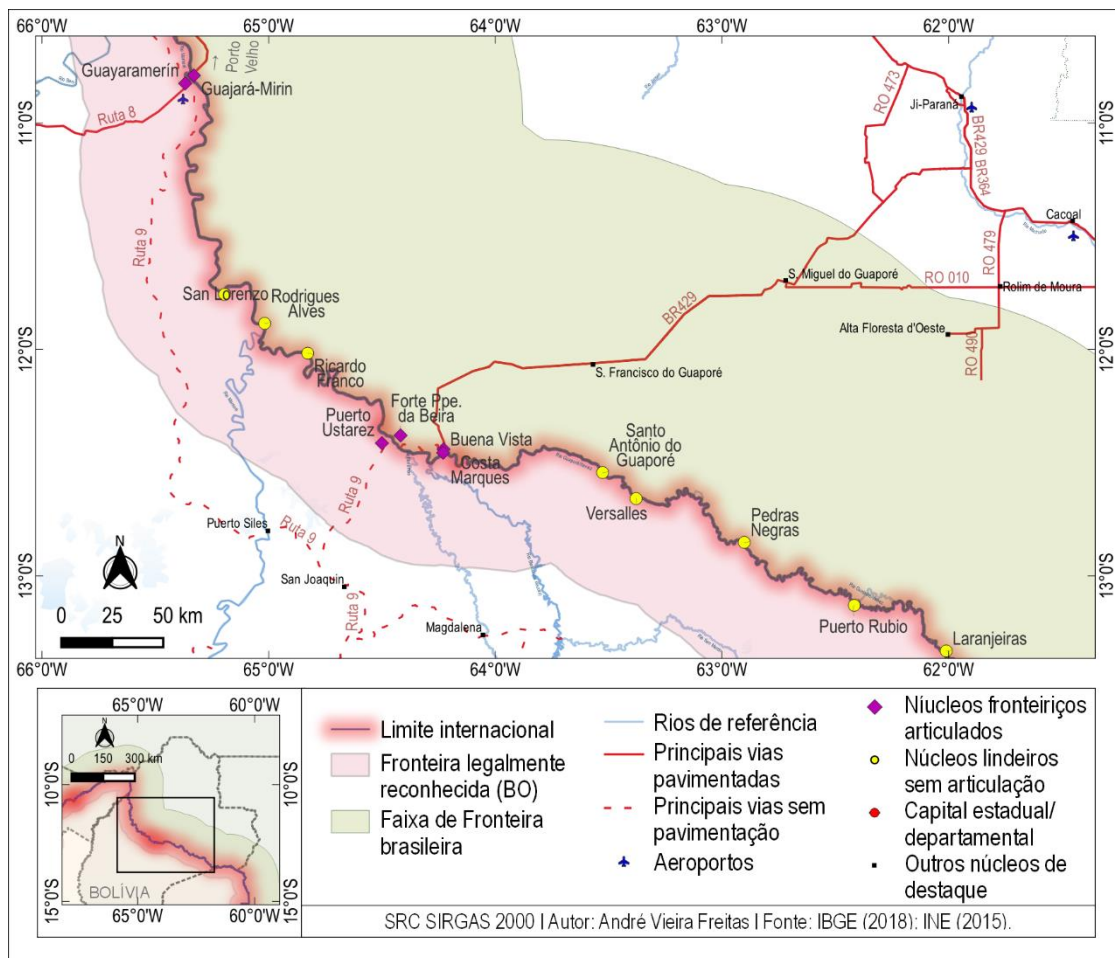 66°0'W
65°0'W
64°0'W
63°0'W
62°0'W
Guayaramerín
Guajará-Mirin
→ Porto
Velho
Ruta 8
11°0'S
11°0'S
RO 473
Ji-Paraná
BR429 BR364
Cacoal
Ruta 9
San Lorenzo
Rodrigues
Alves
S. Miguel do Guaporé
RO 010
RO 479
Rolim de Moura
BR429
Alta Floresta d'Oeste
RO 490
12°0'S
12°0'S
Ricardo
Franco
S. Francisco do Guaporé
Forte Ppe.
da Beira
Puerto
Ustarez
Buena Vista
Costa
Marques
Santo
Antônio do
Guaporé
Versalles
Ruta 9
Pedras
Negras
Puerto Siles
Ruta 9
San Joaquin
13°0'S
13°0'S
Ruta 9
Magdalena
Puerto Rubio
Laranjeiras
N
0 25 50 km
66°0'W
65°0'W
64°0'W
63°0'W
62°0'W
65°0'W
60°0'W
N
0 150 300 km
10°0'S
10°0'S
BOLÍVIA
15°0'S
15°0'S
65°0'W
60°0'W
Limite internacional
Fronteira legalmente
reconhecida (BO)
Faixa de Fronteira
brasileira
Rios de referência
Principais vias
pavimentadas
Principais vias sem
pavimentação
Aeroportos
Níucleos fronteiriços
articulados
Núcleos lindeiros
sem articulação
Capital estadual/
departamental
Outros núcleos de
destaque
SRC SIRGAS 2000 I Autor: André Vieira Freitas I Fonte: IBGE (2018); INE (2015).